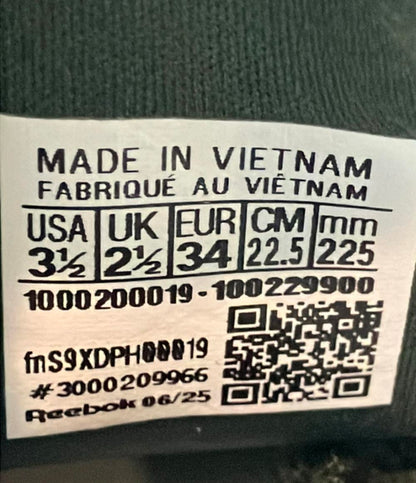 MADE IN VIETNAM
FABRIQUÉ AU VIÊTNAM
USA UK EUR CM mm
3½ 2½ 34 22.5 225
1000200019-100229900
fnS9XDPH00019
#3000209966
Reebok 06/25